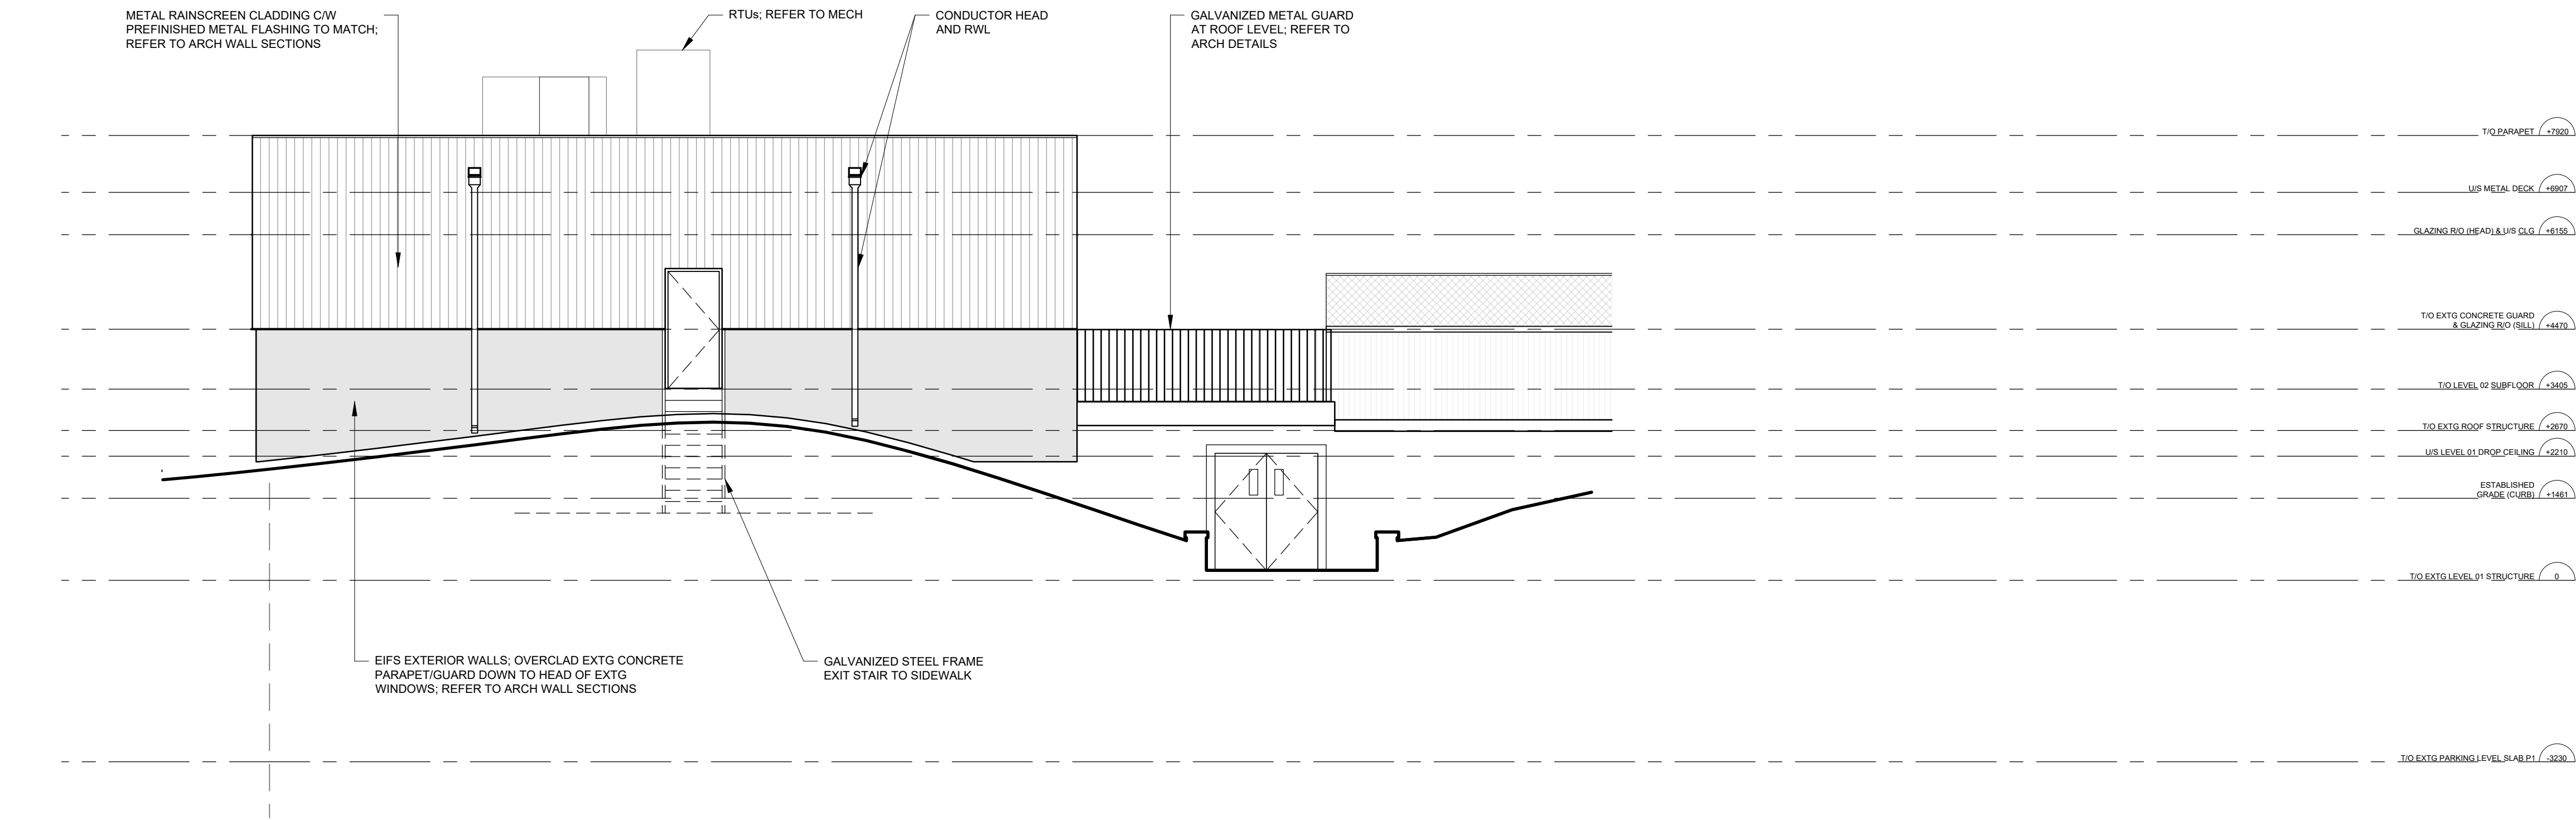 METAL RAINSCREEN CLADDING C/W
PREFINISHED METAL FLASHING TO MATCH;
REFER TO ARCH WALL SECTIONS
RTUs; REFER TO MECH
CONDUCTOR HEAD
AND RWL
GALVANIZED METAL GUARD
AT ROOF LEVEL; REFER TO
ARCH DETAILS
T/O PARAPET +7920
U/S METAL DECK +6907
GLAZING R/O (HEAD) & U/S CLG +6155
T/O EXTG CONCRETE GUARD
& GLAZING R/O (SILL) +4470
T/O LEVEL 02 SUBFLOOR +3405
T/O EXTG ROOF STRUCTURE +2670
U/S LEVEL 01 DROP CEILING +2210
ESTABLISHED
GRADE (CURB) +1461
T/O EXTG LEVEL 01 STRUCTURE 0
EIFS EXTERIOR WALLS; OVERCLAD EXTG CONCRETE
PARAPET/GUARD DOWN TO HEAD OF EXTG
WINDOWS; REFER TO ARCH WALL SECTIONS
GALVANIZED STEEL FRAME
EXIT STAIR TO SIDEWALK
T/O EXTG PARKING LEVEL SLAB P1 -3230